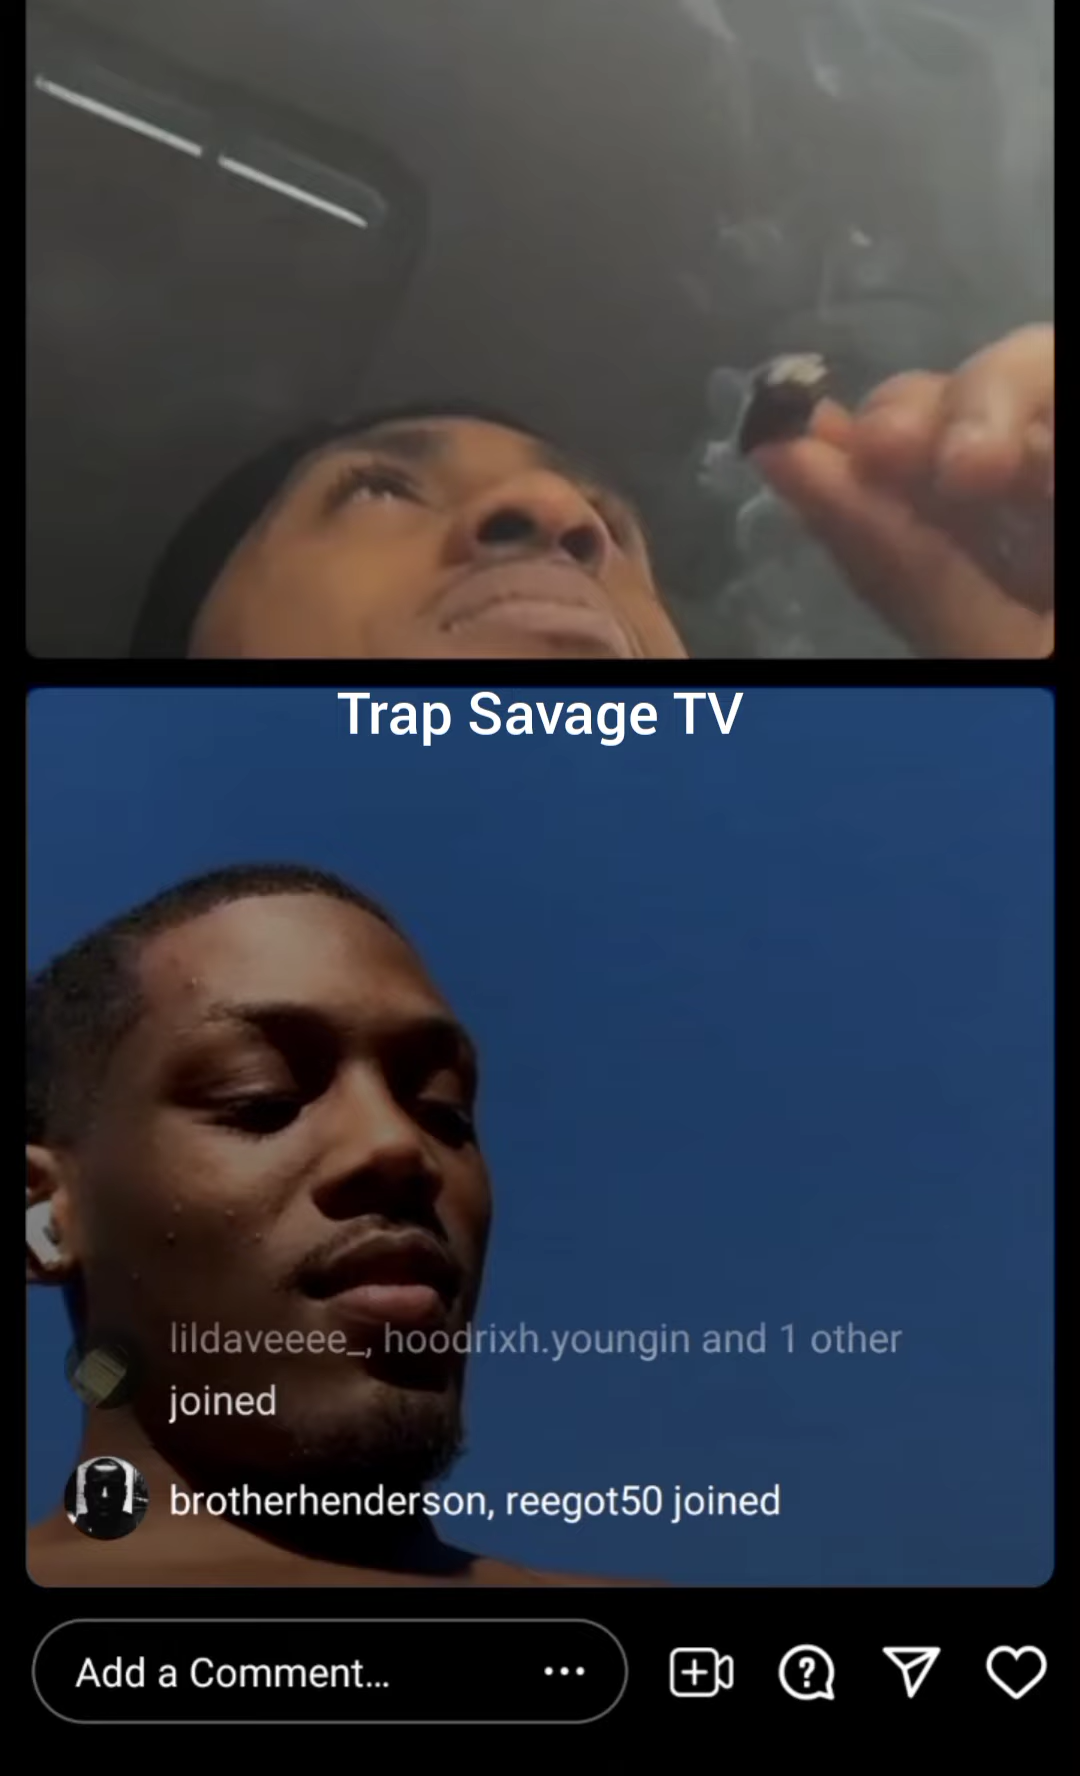 Trap Savage TV
lildaveeee_, hoodrixh.youngin and 1 other
joined
brotherhenderson, reegot50 joined
Add a Comment...